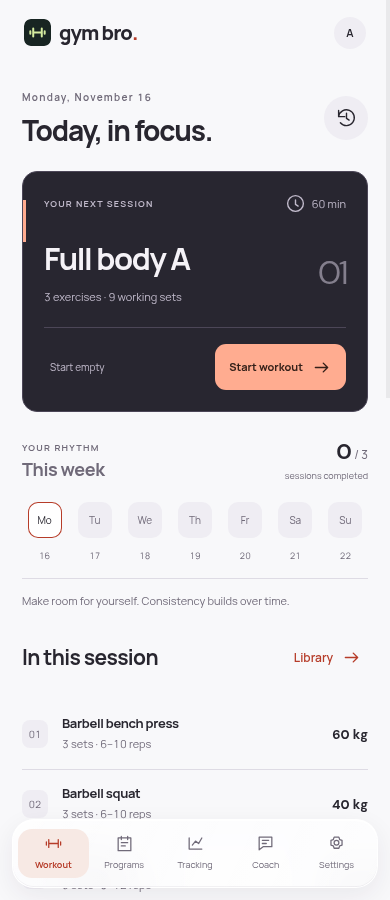 gym bro.
A
Monday, November 16
Today, in focus.
YOUR NEXT SESSION
60 min
Full body A
01
3 exercises · 9 working sets
Start empty
Start workout
YOUR RHYTHM
0 / 3
This week
sessions completed
Mo Tu We Th Fr Sa Su
16 17 18 19 20 21 22
Make room for yourself. Consistency builds over time.
In this session
Library
01
Barbell bench press
3 sets · 6–10 reps
60 kg
02
Barbell squat
3 sets · 6–10 reps
40 kg
Workout Programs Tracking Coach Settings